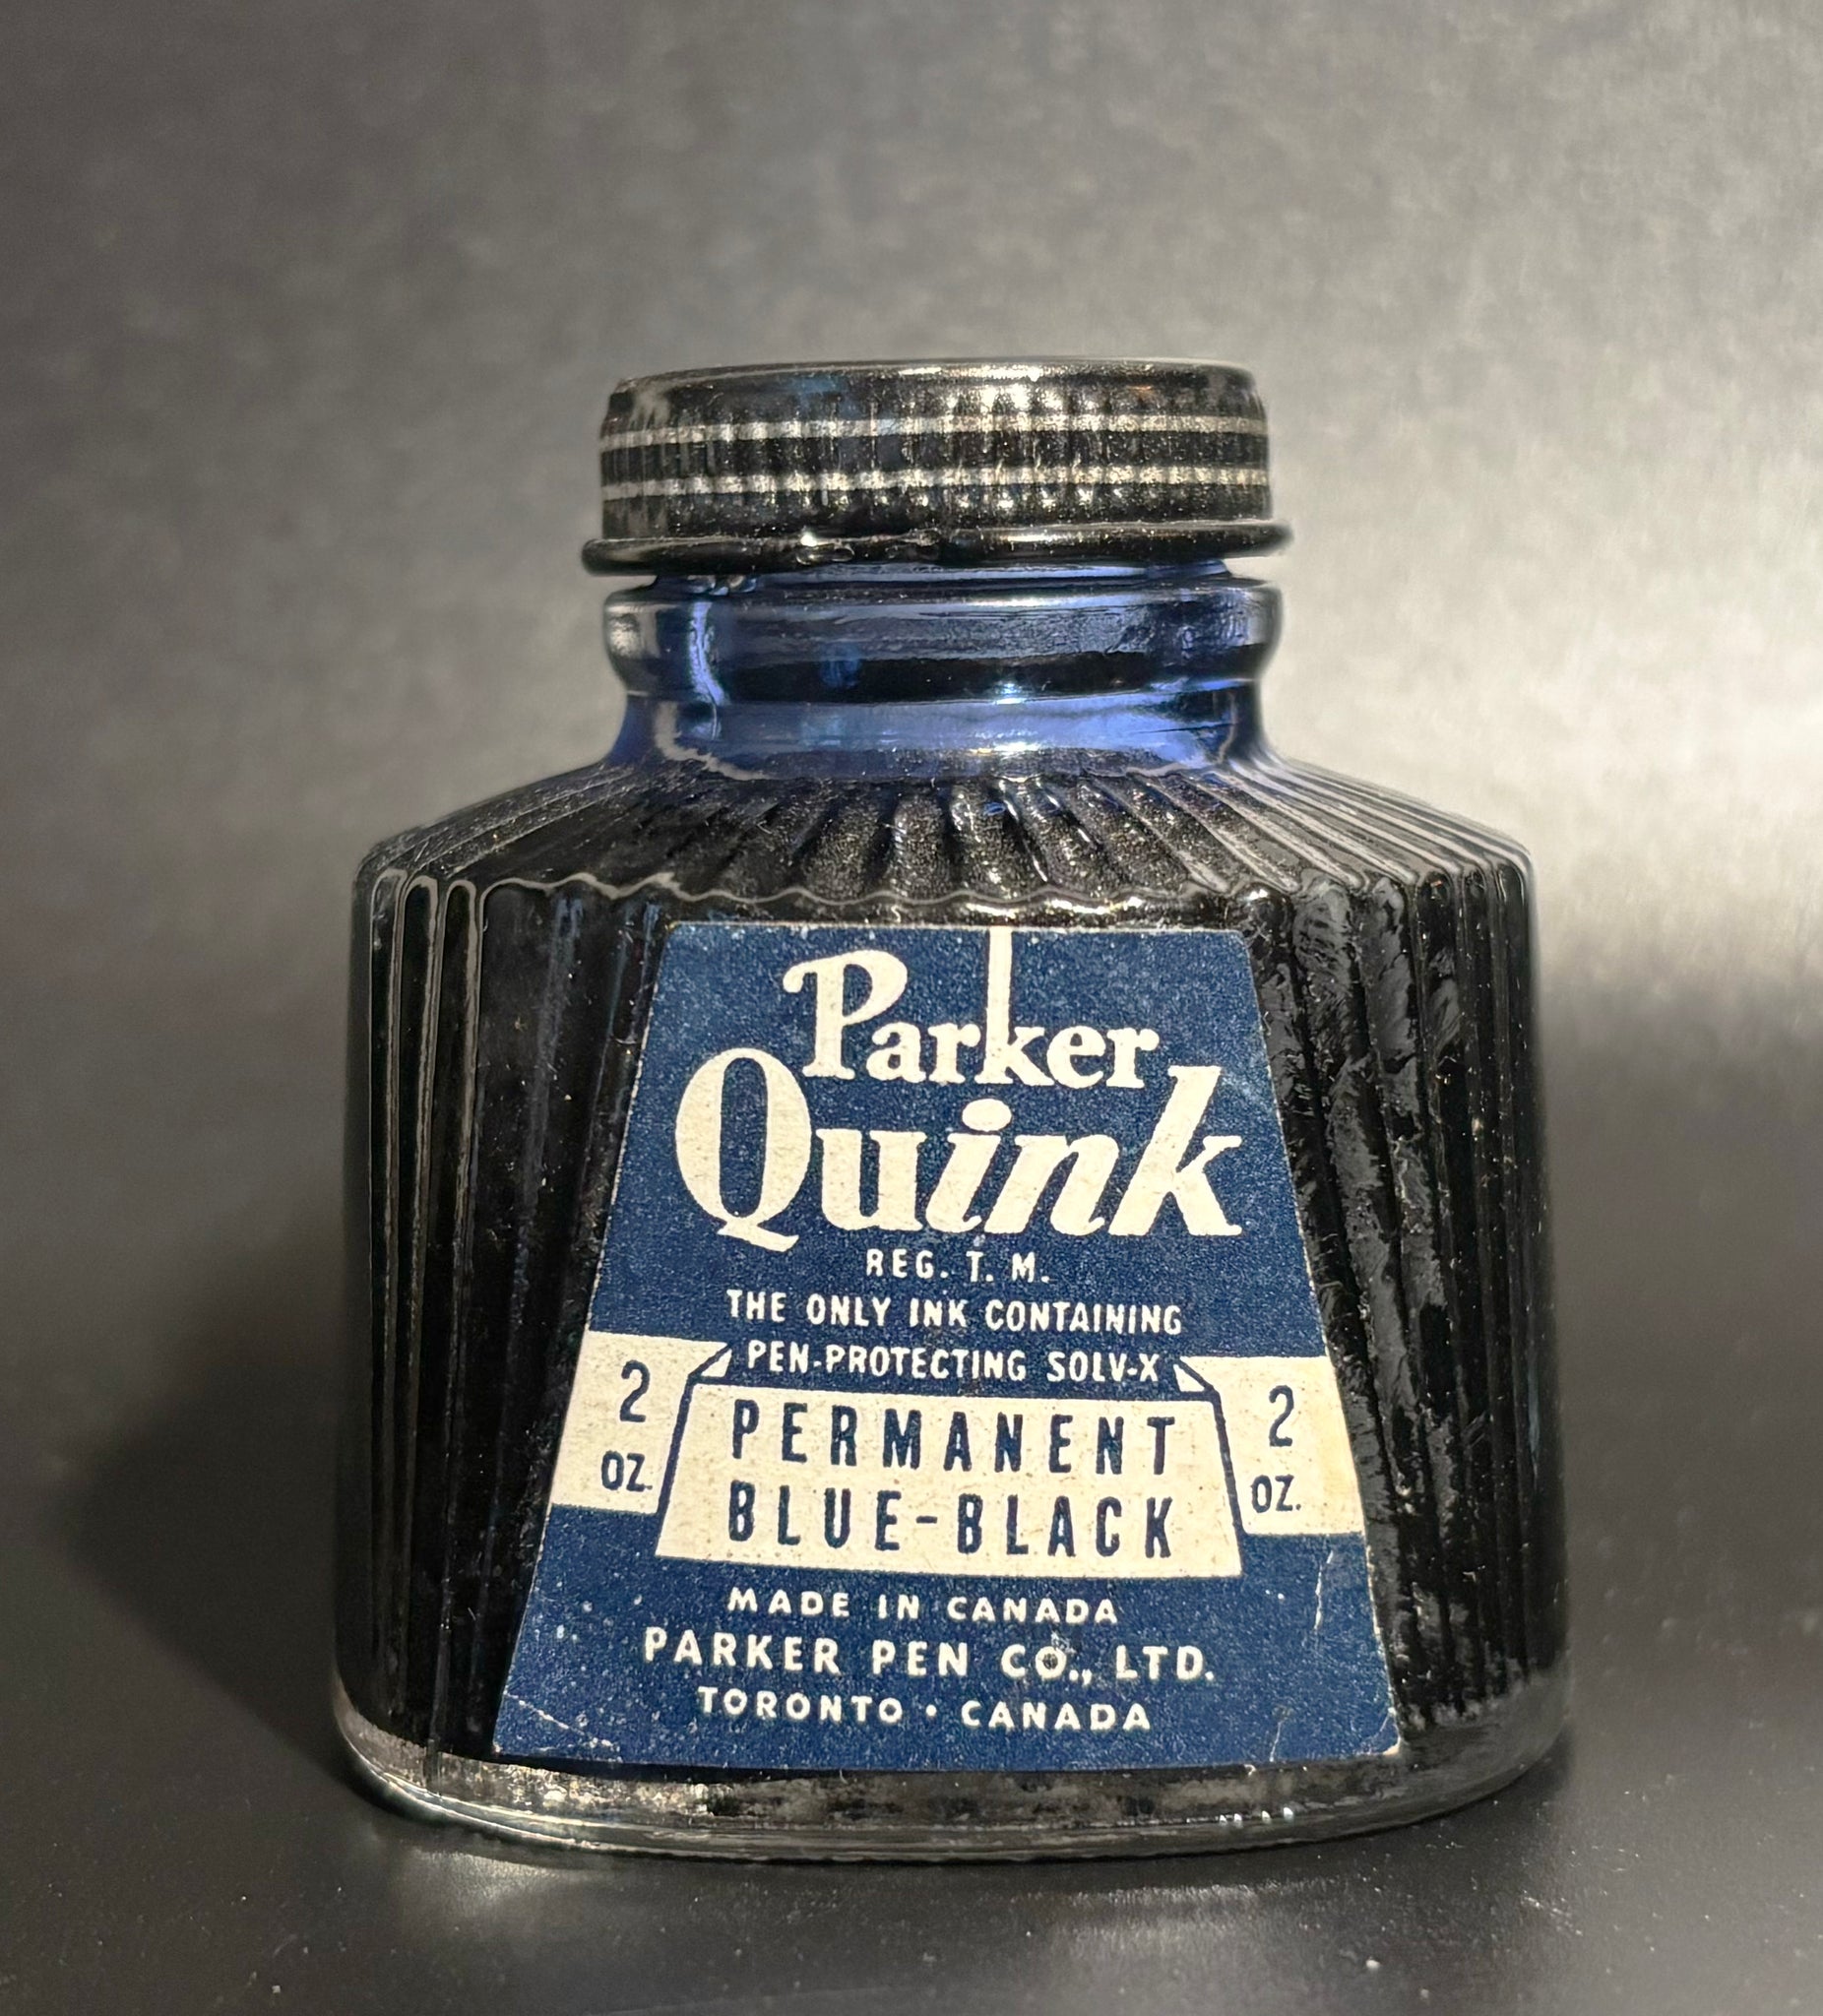 Parker
Quink
REG. T. M.
THE ONLY INK CONTAINING
PEN-PROTECTING SOLV-X
2 OZ.
PERMANENT
BLUE-BLACK
2 OZ.
MADE IN CANADA
PARKER PEN CO., LTD.
TORONTO · CANADA